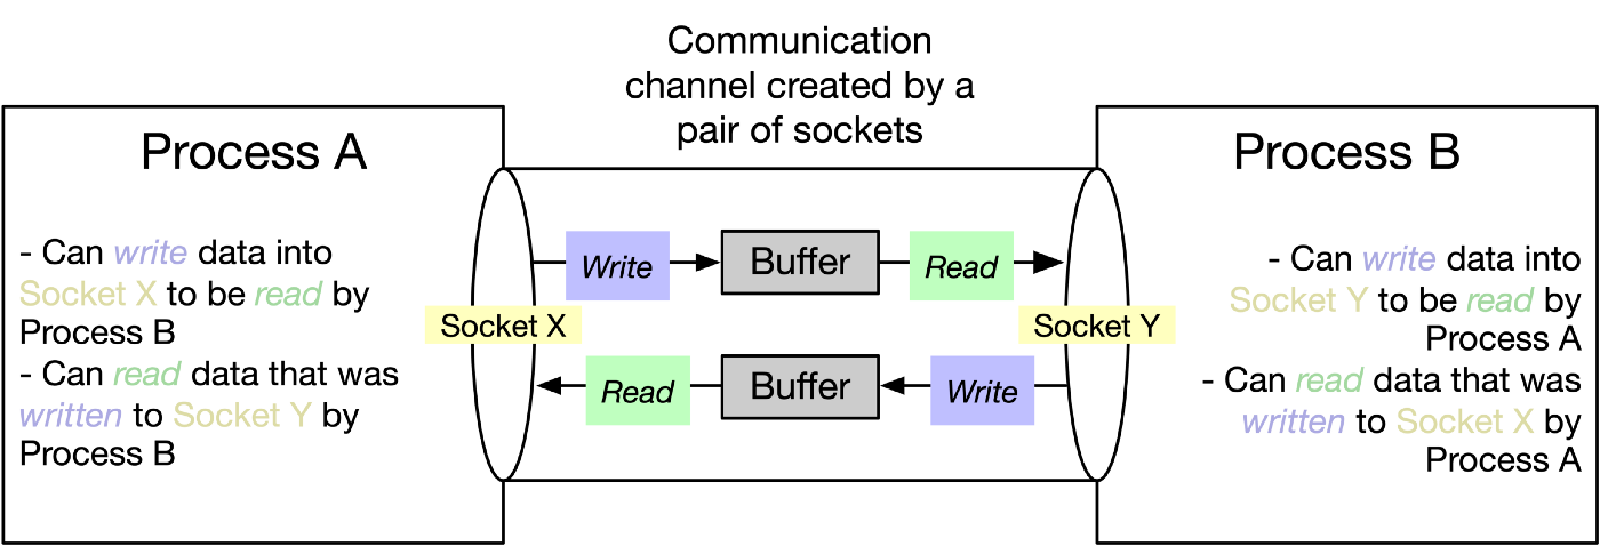 Communication
channel created by a
pair of sockets
Process A
- Can write data into
Socket X to be read by
Process B
- Can read data that was
written to Socket Y by
Process B
Socket X
Write
Buffer
Read
Read
Buffer
Write
Socket Y
Process B
- Can write data into
Socket Y to be read by
Process A
- Can read data that was
written to Socket X by
Process A